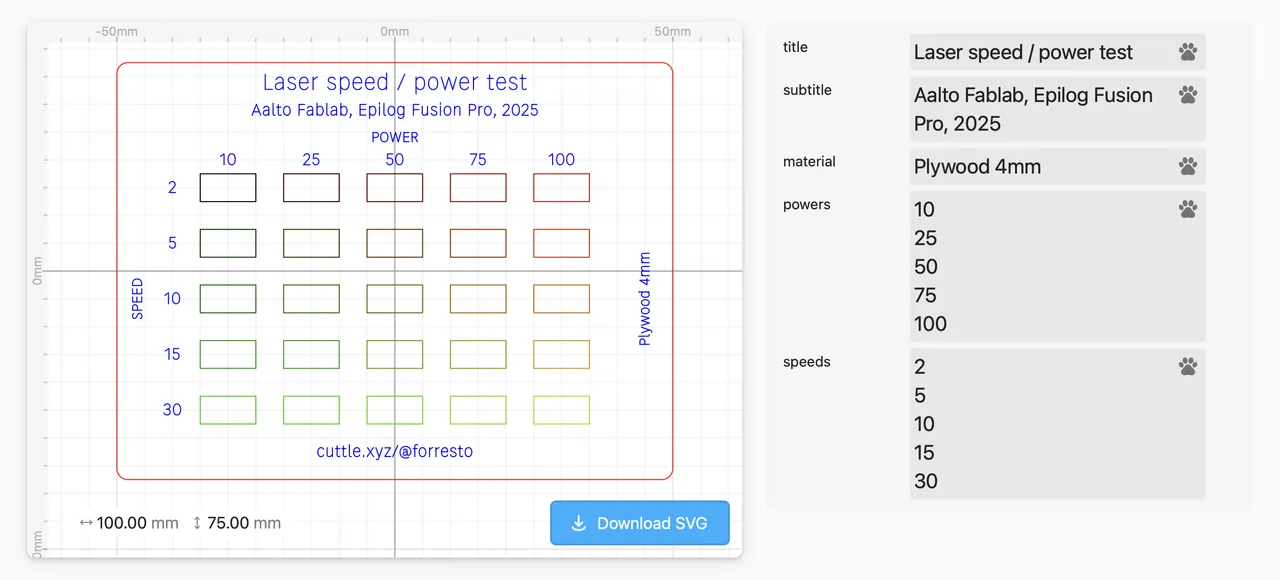 -50mm 0mm 50mm
Laser speed / power test
Aalto Fablab, Epilog Fusion Pro, 2025
POWER
10 25 50 75 100
2
5
10
15
30
SPEED
Plywood 4mm
cuttle.xyz/@forresto
0mm
0mm
100.00 mm 75.00 mm
Download SVG
title
Laser speed / power test
subtitle
Aalto Fablab, Epilog Fusion
Pro, 2025
material
Plywood 4mm
powers
10
25
50
75
100
speeds
2
5
10
15
30